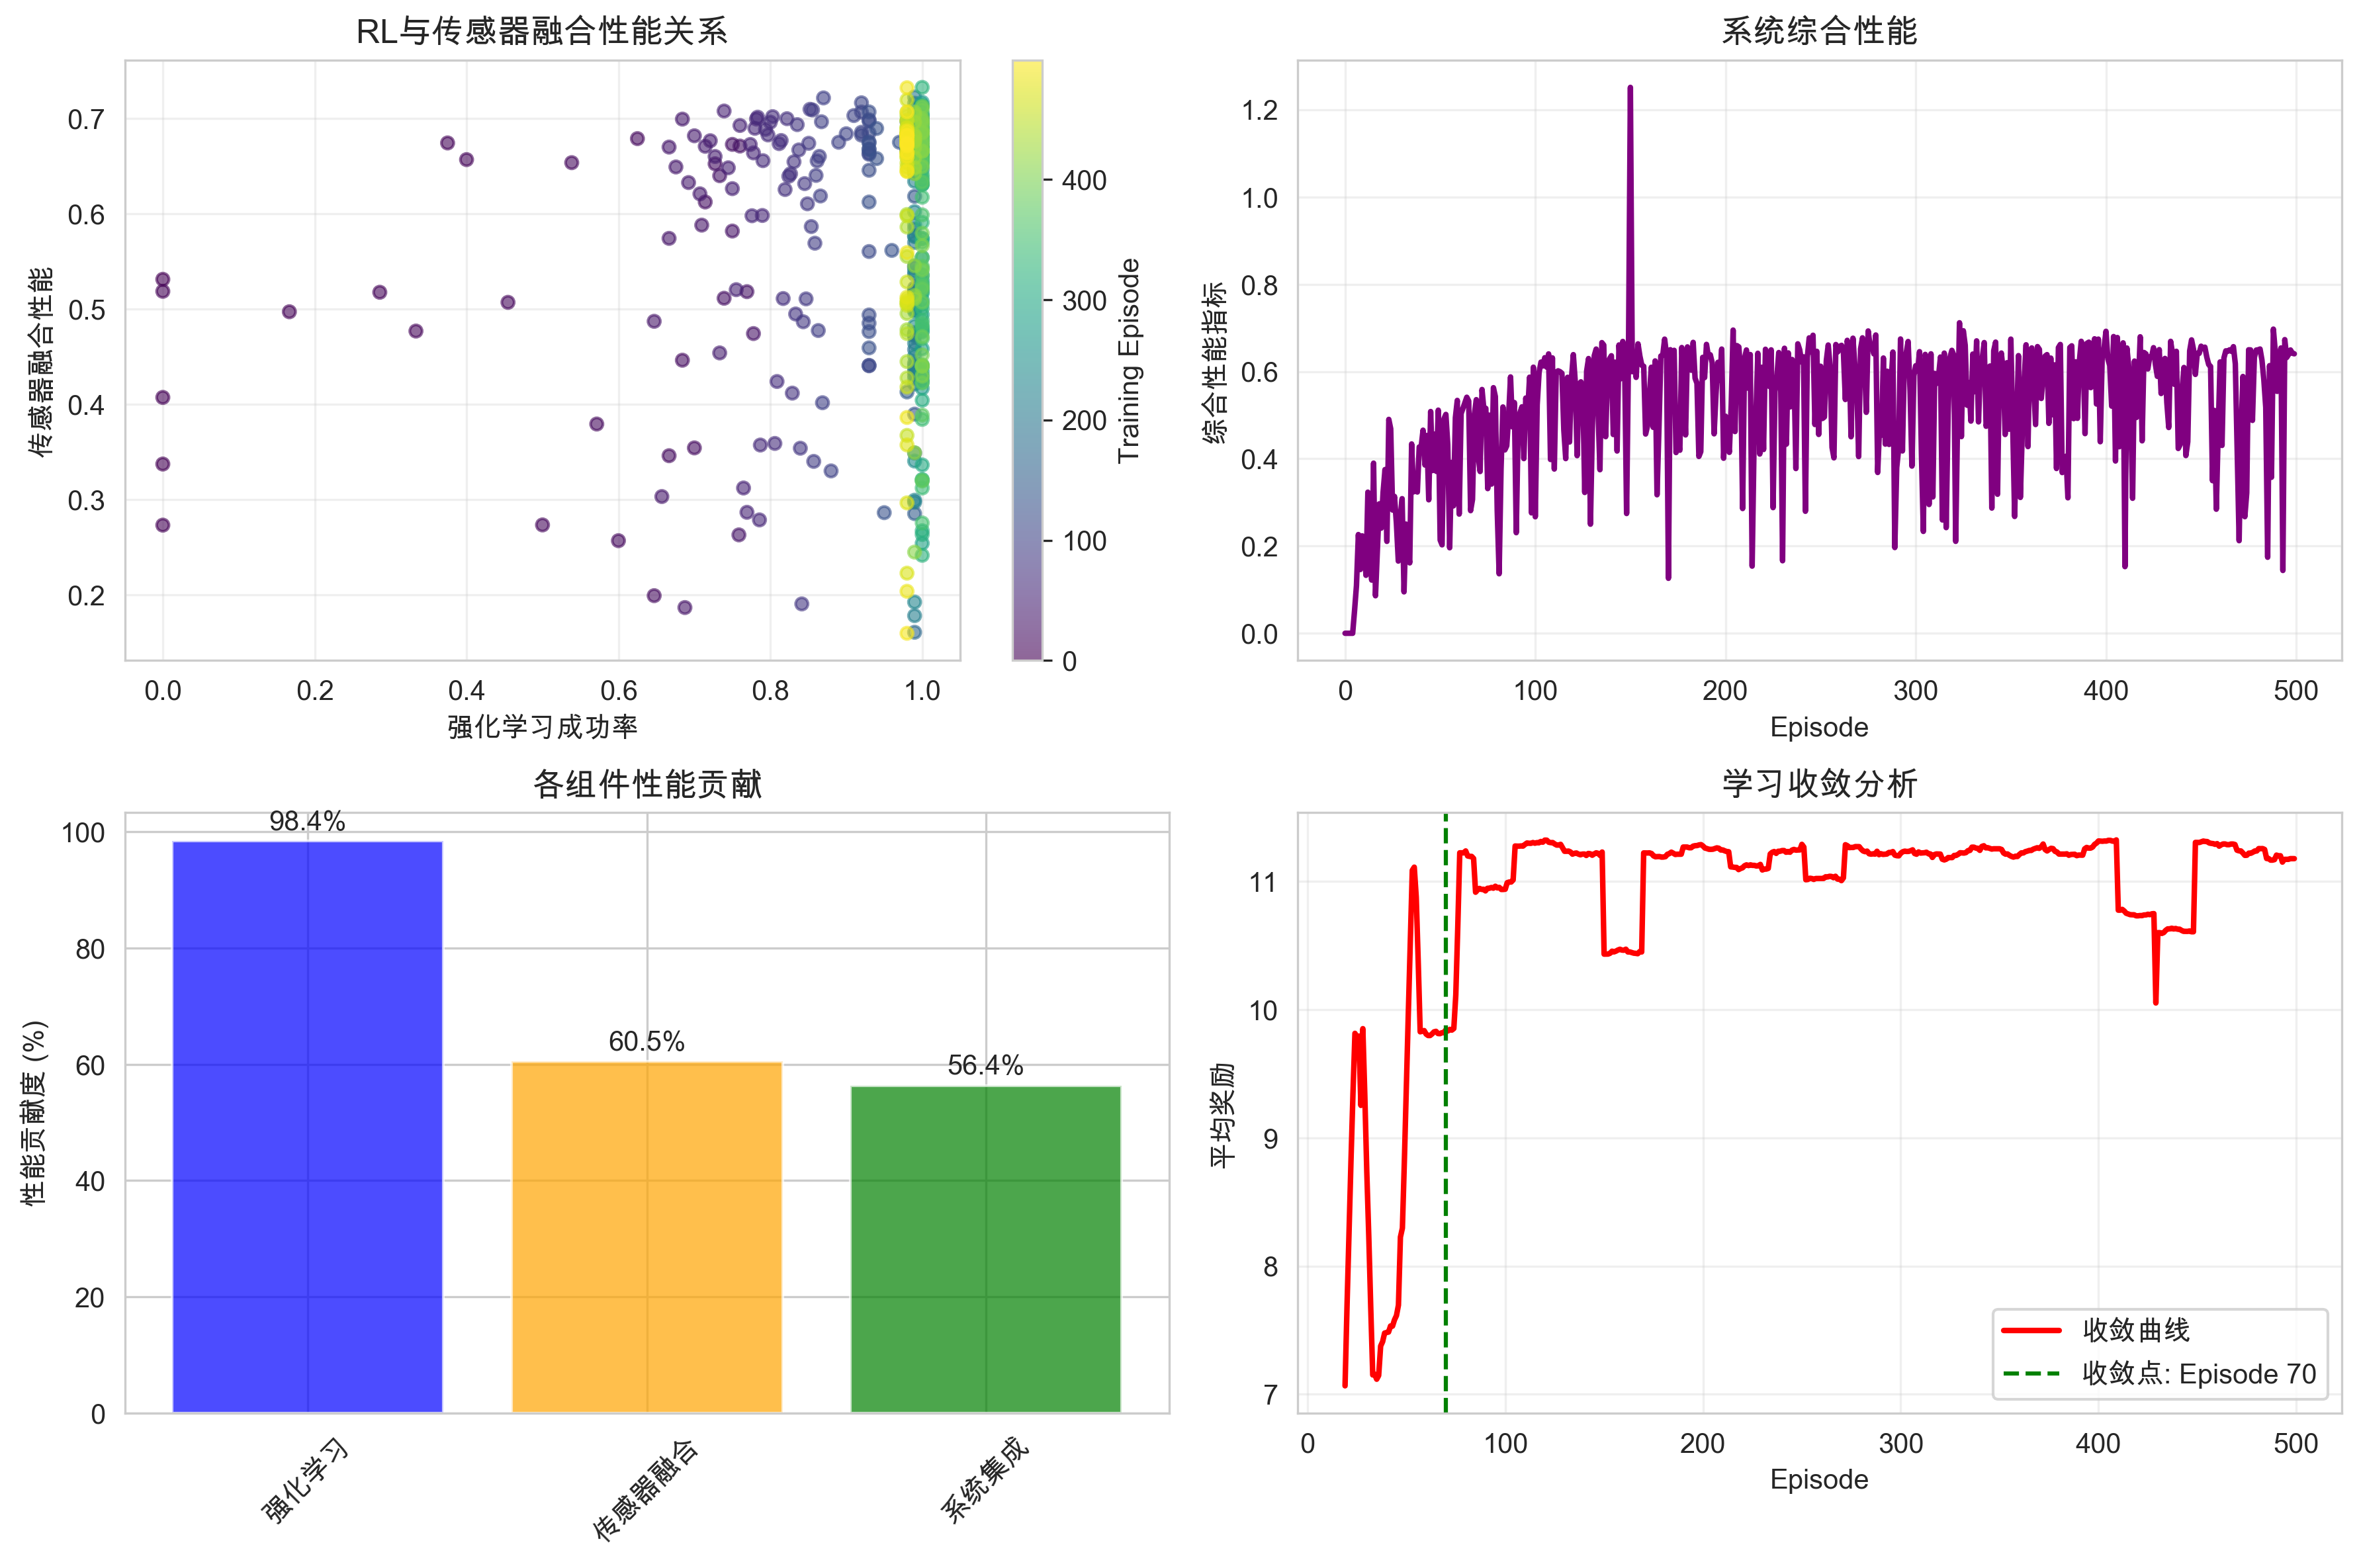 RL与传感器融合性能关系
传感器融合性能
0.7
0.6
0.5
0.4
0.3
0.2
0.0 0.2 0.4 0.6 0.8 1.0
强化学习成功率
Training Episode
400
300
200
100
0
系统综合性能
综合性能指标
1.2
1.0
0.8
0.6
0.4
0.2
0.0
0 100 200 300 400 500
Episode
各组件性能贡献
性能贡献度 (%)
100
80
60
40
20
0
98.4%
60.5%
56.4%
强化学习
传感器融合
系统集成
学习收敛分析
平均奖励
11
10
9
8
7
0 100 200 300 400 500
Episode
收敛曲线
收敛点: Episode 70